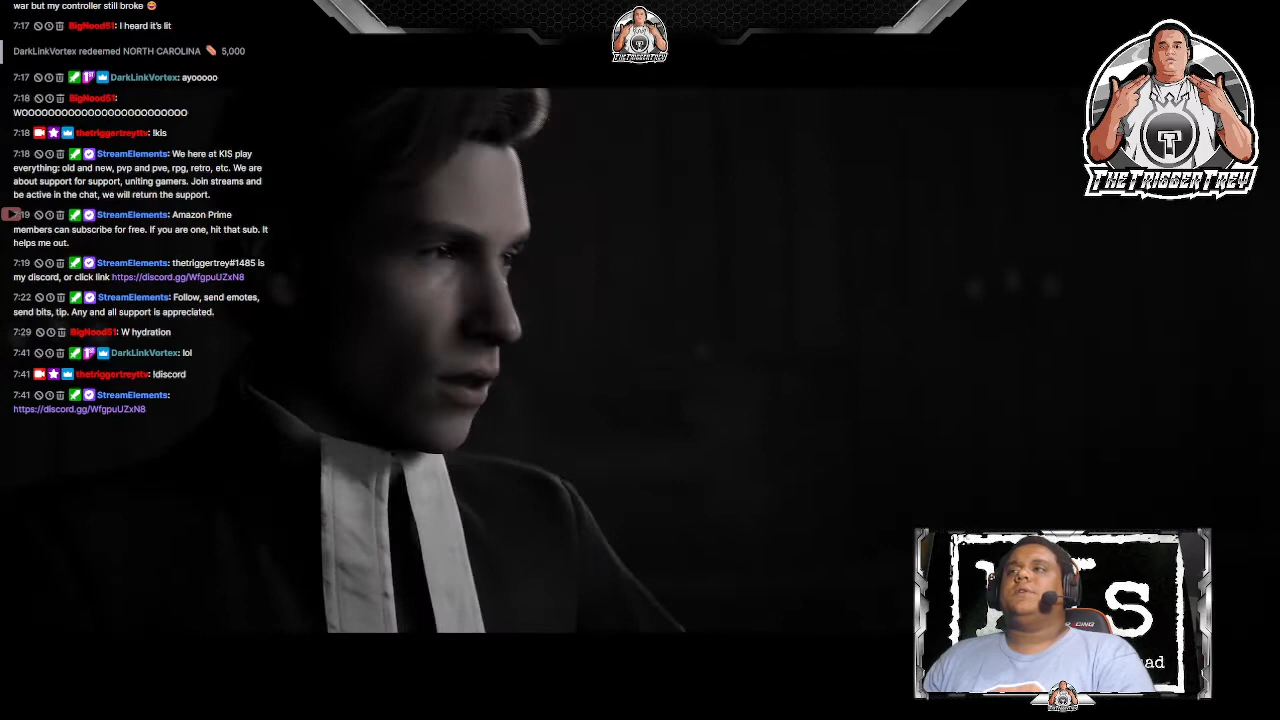 war but my controller still broke
7:17 BigNood51: I heard it's lit
DarkLinkVortex redeemed NORTH CAROLINA 5,000
7:17 DarkLinkVortex: ayooooo
7:18 BigNood51:
WOOOOOOOOOOOOOOOOOOOOOOOOO
7:18 thetriggertreyttv: !kis
7:18 StreamElements: We here at KIS play
everything: old and new, pvp and pve, rpg, retro, etc. We are
about support for support, uniting gamers. Join streams and
be active in the chat, we will return the support.
19 StreamElements: Amazon Prime
members can subscribe for free. If you are one, hit that sub. It
helps me out.
7:19 StreamElements: thetriggertrey#1485 is
my discord, or click link https://discord.gg/WfgpuUZxN8
7:22 StreamElements: Follow, send emotes,
send bits, tip. Any and all support is appreciated.
7:29 BigNood51: W hydration
7:41 DarkLinkVortex: lol
7:41 thetriggertreyttv: !discord
7:41 StreamElements:
https://discord.gg/WfgpuUZxN8
THETRIGGERTREY
T
THETRIGGERTREY
S
RACING